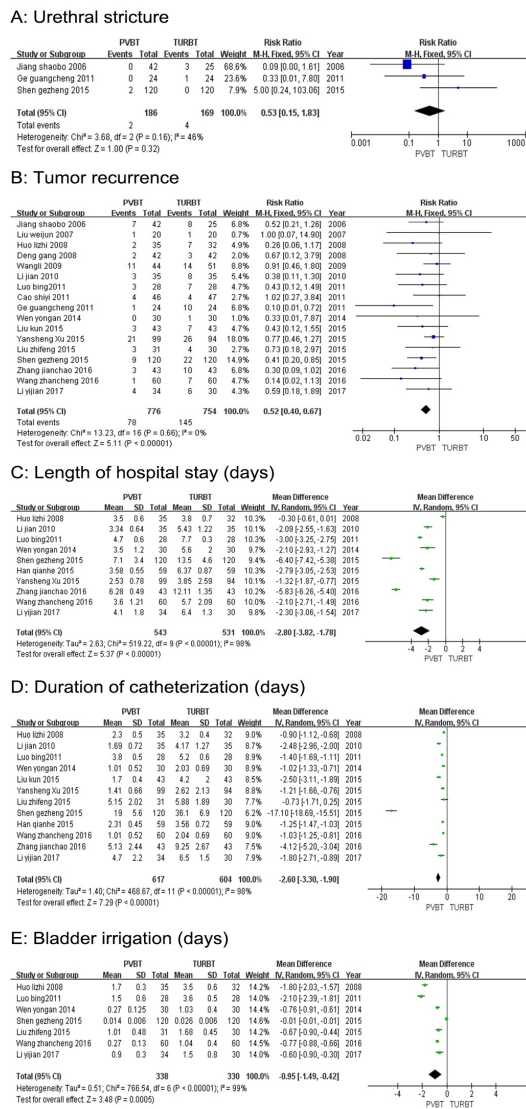 A: Urethral stricture
PVBT TURBT Risk Ratio Risk Ratio
Study or Subgroup Events Total Events Total Weight M-H, Fixed, 95% CI Year M-H, Fixed, 95% CI
Jiang shaobo 2006 0 42 3 25 68.6% 0.09 [0.00, 1.61] 2006
Ge guangcheng 2011 0 24 1 24 23.6% 0.33 [0.01, 7.80] 2011
Shen gezheng 2015 2 120 0 120 7.9% 5.00 [0.24, 103.06] 2015
Total (95% CI) 186 169 100.0% 0.53 [0.15, 1.83]
Total events 2 4
Heterogeneity: Chi² = 3.68, df = 2 (P = 0.16); I² = 46%
Test for overall effect: Z = 1.00 (P = 0.32)
0.001 0.1 1 10 1000
PVBT TURBT
B: Tumor recurrence
PVBT TURBT Risk Ratio Risk Ratio
Study or Subgroup Events Total Events Total Weight M-H, Fixed, 95% CI Year M-H, Fixed, 95% CI
Jiang shaobo 2006 7 42 8 25 0.52 [0.21, 1.26] 2006
Liu weijun 2007 1 20 1 20 1.00 [0.07, 14.90] 2007
Huo lizhi 2008 2 35 7 32 0.26 [0.06, 1.17] 2008
Deng gang 2008 2 42 3 42 0.67 [0.12, 3.79] 2008
Wangli 2009 11 44 14 51 0.91 [0.46, 1.80] 2009
Li jian 2010 3 35 8 35 0.38 [0.11, 1.30] 2010
Luo bing2011 3 28 7 28 0.43 [0.12, 1.49] 2011
Cao shiyi 2011 4 46 4 47 1.02 [0.27, 3.84] 2011
Ge guangcheng 2011 1 24 10 24 0.10 [0.01, 0.72] 2011
Wen yongan 2014 0 30 1 30 0.33 [0.01, 7.87] 2014
Liu kun 2015 3 43 7 43 0.43 [0.12, 1.55] 2015
Yansheng Xu 2015 21 99 26 94 0.77 [0.46, 1.27] 2015
Liu zhifeng 2015 3 31 4 30 0.73 [0.18, 2.97] 2015
Shen gezheng 2015 9 120 22 120 0.41 [0.20, 0.85] 2015
Zhang jianchao 2016 3 43 10 43 0.30 [0.09, 1.02] 2016
Wang zhancheng 2016 1 60 7 60 0.14 [0.02, 1.13] 2016
Li yijian 2017 4 34 6 30 0.59 [0.18, 1.89] 2017
Total (95% CI) 776 754 100.0% 0.52 [0.40, 0.67]
Total events 78 145
Heterogeneity: Chi² = 13.23, df = 16 (P = 0.66); I² = 0%
Test for overall effect: Z = 5.11 (P < 0.00001)
0.02 0.1 1 10 50
PVBT TURBT
C: Length of hospital stay (days)
PVBT TURBT Mean Difference Mean Difference
Study or Subgroup Mean SD Total Mean SD Total Weight IV, Random, 95% CI Year IV, Random, 95% CI
Huo lizhi 2008 3.5 0.6 35 3.8 0.7 32 10.3% -0.30 [-0.61, 0.01] 2008
Li jian 2010 3.34 0.64 35 5.43 1.22 35 10.1% -2.09 [-2.55, -1.63] 2010
Luo bing2011 4.7 0.6 28 7.7 0.3 28 10.3% -3.00 [-3.25, -2.75] 2011
Wen yongan 2014 3.5 1.2 30 5.6 2 30 9.6% -2.10 [-2.93, -1.27] 2014
Shen gezheng 2015 7.1 3.4 120 13.5 4.6 120 9.3% -6.40 [-7.42, -5.38] 2015
Han qianhe 2015 3.58 0.55 59 6.37 0.87 59 10.3% -2.79 [-3.05, -2.53] 2015
Yansheng Xu 2015 2.53 0.78 99 3.85 2.59 94 10.1% -1.32 [-1.87, -0.77] 2015
Zhang jianchao 2016 6.28 0.49 43 12.11 1.35 43 10.2% -5.83 [-6.26, -5.40] 2016
Wang zhancheng 2016 3.6 1.21 60 5.7 2.09 60 10.0% -2.10 [-2.71, -1.49] 2016
Li yijian 2017 4.1 1.8 34 6.4 1.3 30 9.7% -2.30 [-3.06, -1.54] 2017
Total (95% CI) 543 531 100.0% -2.80 [-3.82, -1.78]
Heterogeneity: Tau² = 2.63; Chi² = 519.22, df = 9 (P < 0.00001); I² = 98%
Test for overall effect: Z = 5.37 (P < 0.00001)
-4 -2 0 2 4
PVBT TURBT
D: Duration of catheterization (days)
PVBT TURBT Mean Difference Mean Difference
Study or Subgroup Mean SD Total Mean SD Total Weight IV, Random, 95% CI Year IV, Random, 95% CI
Huo lizhi 2008 2.3 0.5 35 3.2 0.4 32 -0.90 [-1.12, -0.68] 2008
Li jian 2010 1.69 0.72 35 4.17 1.27 35 -2.48 [-2.96, -2.00] 2010
Luo bing2011 3.8 0.5 28 5.2 0.6 28 -1.40 [-1.69, -1.11] 2011
Wen yongan 2014 1.01 0.52 30 2.03 0.69 30 -1.02 [-1.33, -0.71] 2014
Liu kun 2015 1.7 0.4 43 4.2 2 43 -2.50 [-3.11, -1.89] 2015
Yansheng Xu 2015 1.41 0.66 99 2.62 2.13 94 -1.21 [-1.66, -0.76] 2015
Liu zhifeng 2015 5.15 2.02 31 5.88 1.89 30 -0.73 [-1.71, 0.25] 2015
Shen gezheng 2015 19 5.6 120 36.1 6.9 120 -17.10 [-18.69, -15.51] 2015
Han qianhe 2015 2.31 0.45 59 3.56 0.72 59 -1.25 [-1.47, -1.03] 2015
Wang zhancheng 2016 1.01 0.52 60 2.04 0.69 60 -1.03 [-1.25, -0.81] 2016
Zhang jianchao 2016 5.13 2.44 43 9.25 2.67 43 -4.12 [-5.20, -3.04] 2016
Li yijian 2017 4.7 2.2 34 6.5 1.5 30 -1.80 [-2.71, -0.89] 2017
Total (95% CI) 617 604 100.0% -2.60 [-3.30, -1.90]
Heterogeneity: Tau² = 1.40; Chi² = 468.67, df = 11 (P < 0.00001); I² = 98%
Test for overall effect: Z = 7.29 (P < 0.00001)
-20 -10 0 10 20
PVBT TURBT
E: Bladder irrigation (days)
PVBT TURBT Mean Difference Mean Difference
Study or Subgroup Mean SD Total Mean SD Total Weight IV, Random, 95% CI Year IV, Random, 95% CI
Huo lizhi 2008 1.7 0.3 35 3.5 0.6 32 14.2% -1.80 [-2.03, -1.57] 2008
Luo bing2011 1.5 0.6 28 3.6 0.5 28 14.0% -2.10 [-2.39, -1.81] 2011
Wen yongan 2014 0.27 0.125 30 1.03 0.4 30 14.4% -0.76 [-0.91, -0.61] 2014
Shen gezheng 2015 0.014 0.006 120 0.026 0.006 120 14.5% -0.01 [-0.01, -0.01] 2015
Liu zhifeng 2015 1.01 0.48 31 1.68 0.45 30 14.2% -0.67 [-0.90, -0.44] 2015
Wang zhancheng 2016 0.27 0.13 60 1.04 0.4 60 14.5% -0.77 [-0.88, -0.66] 2016
Li yijian 2017 0.9 0.3 34 1.5 0.8 30 14.0% -0.60 [-0.90, -0.30] 2017
Total (95% CI) 338 330 100.0% -0.95 [-1.49, -0.42]
Heterogeneity: Tau² = 0.51; Chi² = 766.54, df = 6 (P < 0.00001); I² = 99%
Test for overall effect: Z = 3.48 (P = 0.0005)
-4 -2 0 2 4
PVBT TURBT